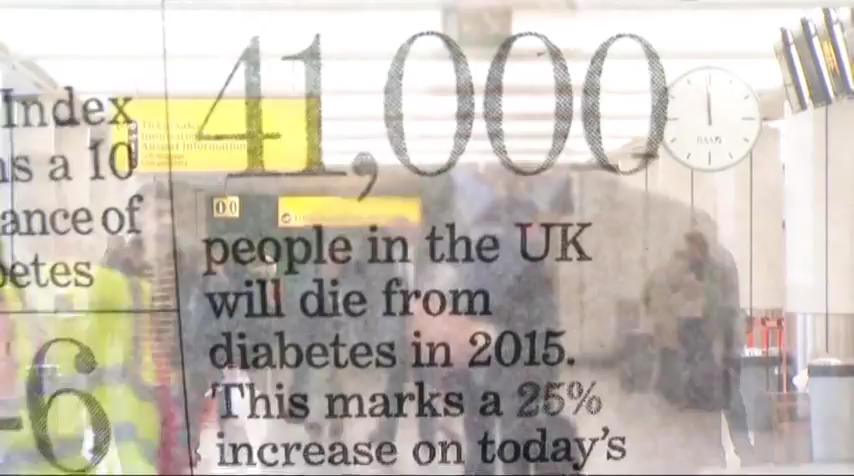 Index
s a 10
ance of
betes
6
41,000
people in the UK
will die from
diabetes in 2015.
This marks a 25%
increase on today's
00